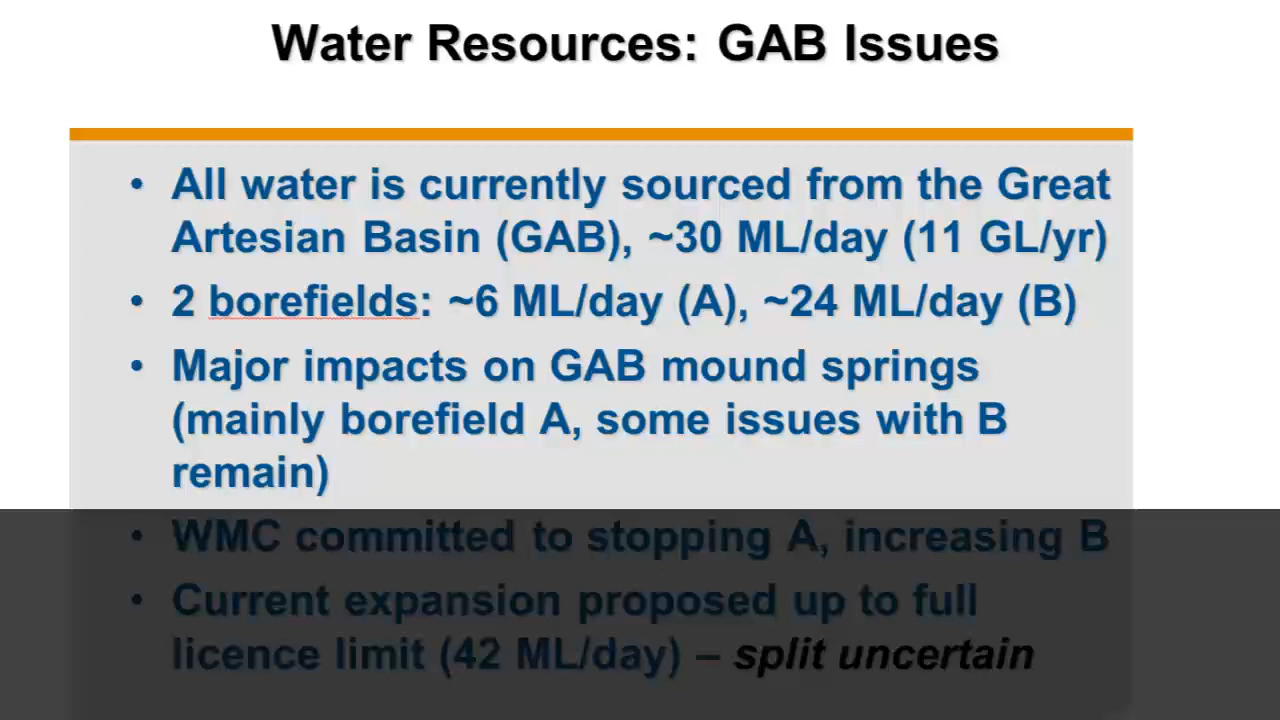 Water Resources: GAB Issues
• All water is currently sourced from the Great
Artesian Basin (GAB), ~30 ML/day (11 GL/yr)
• 2 borefields: ~6 ML/day (A), ~24 ML/day (B)
• Major impacts on GAB mound springs
(mainly borefield A, some issues with B
remain)
• WMC committed to stopping A, increasing B
• Current expansion proposed up to full
licence limit (42 ML/day) – split uncertain